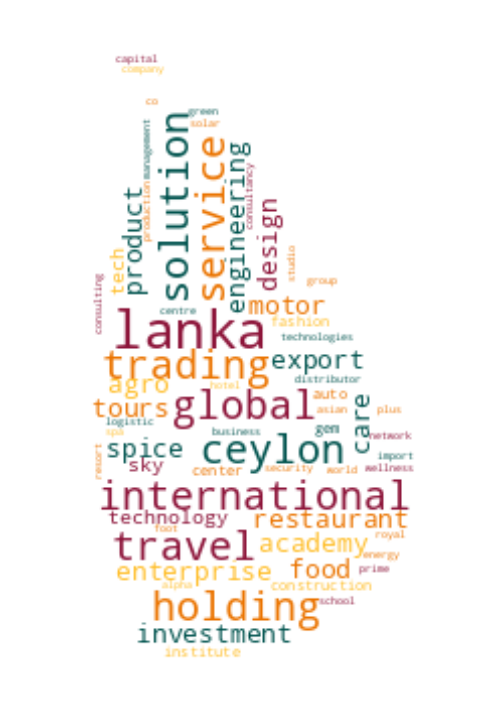 capital
company
co
green
solar
solution
service
engineering
management
production
product
consultancy
design
tech
consulting
studio
group
centre
motor
lanka
fashion
technologies
trading
export
agro
hotel
distributor
auto
tours
global
asian
plus
logistic
gem
care
spa
business
network
spice
ceylon
import
sky
resort
center
security
world
wellness
international
technology
restaurant
foot
royal
travel
academy
energy
enterprise
food
prime
alpha
construction
holding
school
investment
institute